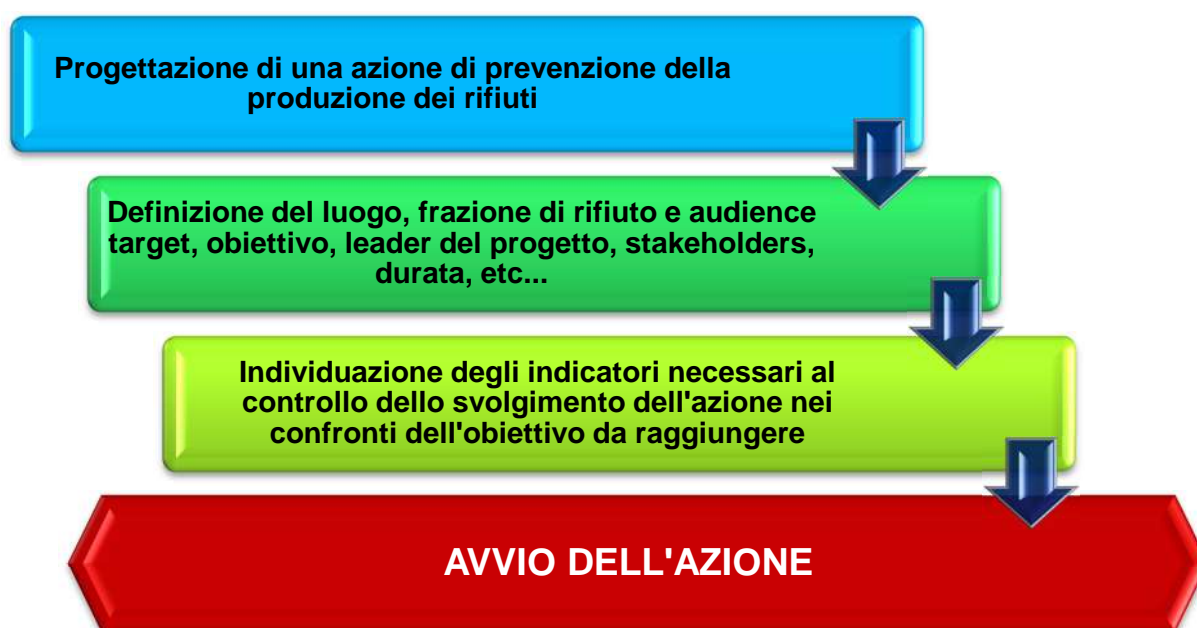 Progettazione di una azione di prevenzione della
produzione dei rifiuti
Definizione del luogo, frazione di rifiuto e audience
target, obiettivo, leader del progetto, stakeholders,
durata, etc...
Individuazione degli indicatori necessari al
controllo dello svolgimento dell'azione nei
confronti dell'obiettivo da raggiungere
AVVIO DELL'AZIONE